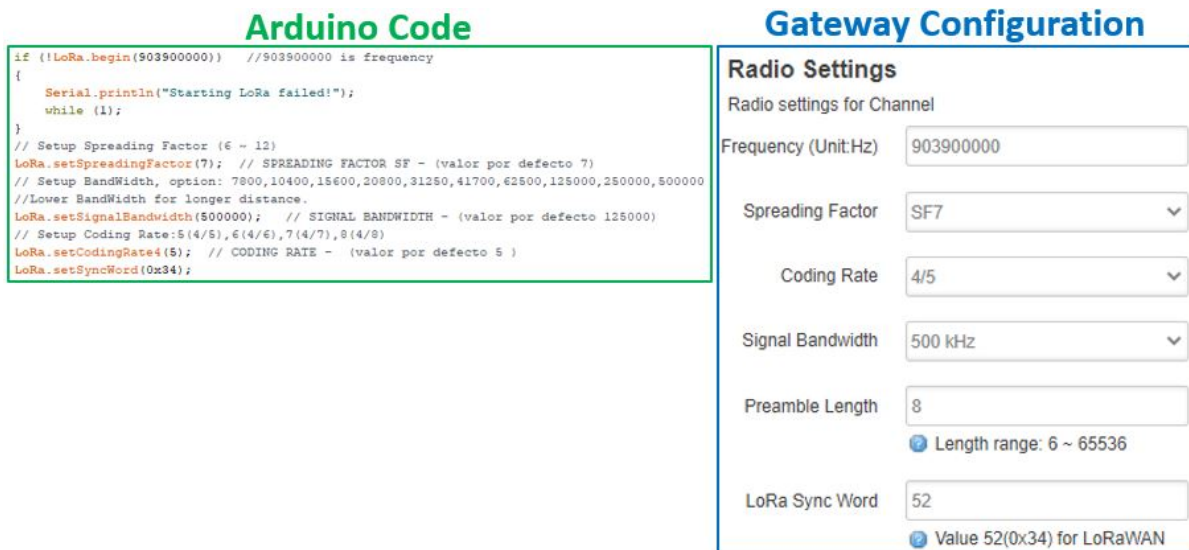 Arduino Code
if (!LoRa.begin(903900000))   //903900000 is frequency
{
    Serial.println("Starting LoRa failed!");
    while (1);
}
// Setup Spreading Factor (6 ~ 12)
LoRa.setSpreadingFactor(7);  // SPREADING FACTOR SF - (valor por defecto 7)
// Setup BandWidth, option: 7800,10400,15600,20800,31250,41700,62500,125000,250000,500000
//Lower BandWidth for longer distance.
LoRa.setSignalBandwidth(500000);   // SIGNAL BANDWIDTH - (valor por defecto 125000)
// Setup Coding Rate:5(4/5),6(4/6),7(4/7),8(4/8)
LoRa.setCodingRate4(5);  // CODING RATE -  (valor por defecto 5 )
LoRa.setSyncWord(0x34);
Gateway Configuration
Radio Settings
Radio settings for Channel
Frequency (Unit:Hz) 903900000
Spreading Factor SF7
Coding Rate 4/5
Signal Bandwidth 500 kHz
Preamble Length 8
Length range: 6 ~ 65536
LoRa Sync Word 52
Value 52(0x34) for LoRaWAN